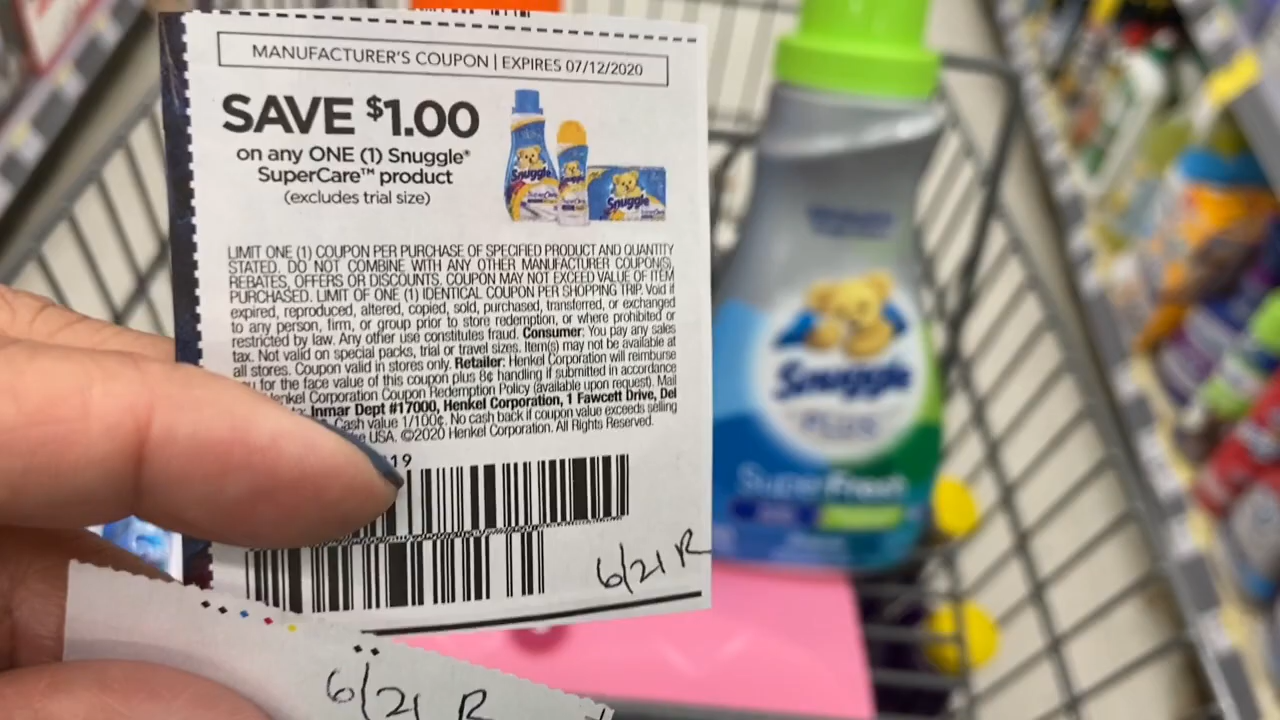 MANUFACTURER'S COUPON | EXPIRES 07/12/2020
SAVE $1.00
on any ONE (1) Snuggle®
SuperCare™ product
(excludes trial size)
Snuggle
Snuggle
LIMIT ONE (1) COUPON PER PURCHASE OF SPECIFIED PRODUCT AND QUANTITY
STATED. DO NOT COMBINE WITH ANY OTHER MANUFACTURER COUPON(S),
REBATES, OFFERS OR DISCOUNTS. COUPON MAY NOT EXCEED VALUE OF ITEM
PURCHASED. LIMIT OF ONE (1) IDENTICAL COUPON PER SHOPPING TRIP. Void if
expired, reproduced, altered, copied, sold, purchased, transferred, or exchanged
to any person, firm, or group prior to store redemption, or where prohibited or
restricted by law. Any other use constitutes fraud. Consumer: You pay any sales
tax. Not valid on special packs, trial or travel sizes. Item(s) may not be available at
all stores. Coupon valid in stores only. Retailer: Henkel Corporation will reimburse
for the face value of this coupon plus 8¢ handling if submitted in accordance
Henkel Corporation Coupon Redemption Policy (available upon request). Mail
Inmar Dept #17000, Henkel Corporation, 1 Fawcett Drive, Del
Cash value 1/100¢. No cash back if coupon value exceeds selling
USA. ©2020 Henkel Corporation. All Rights Reserved.
19
6/21 R
6/21 R
Snuggle
PLUS
SuperFresh